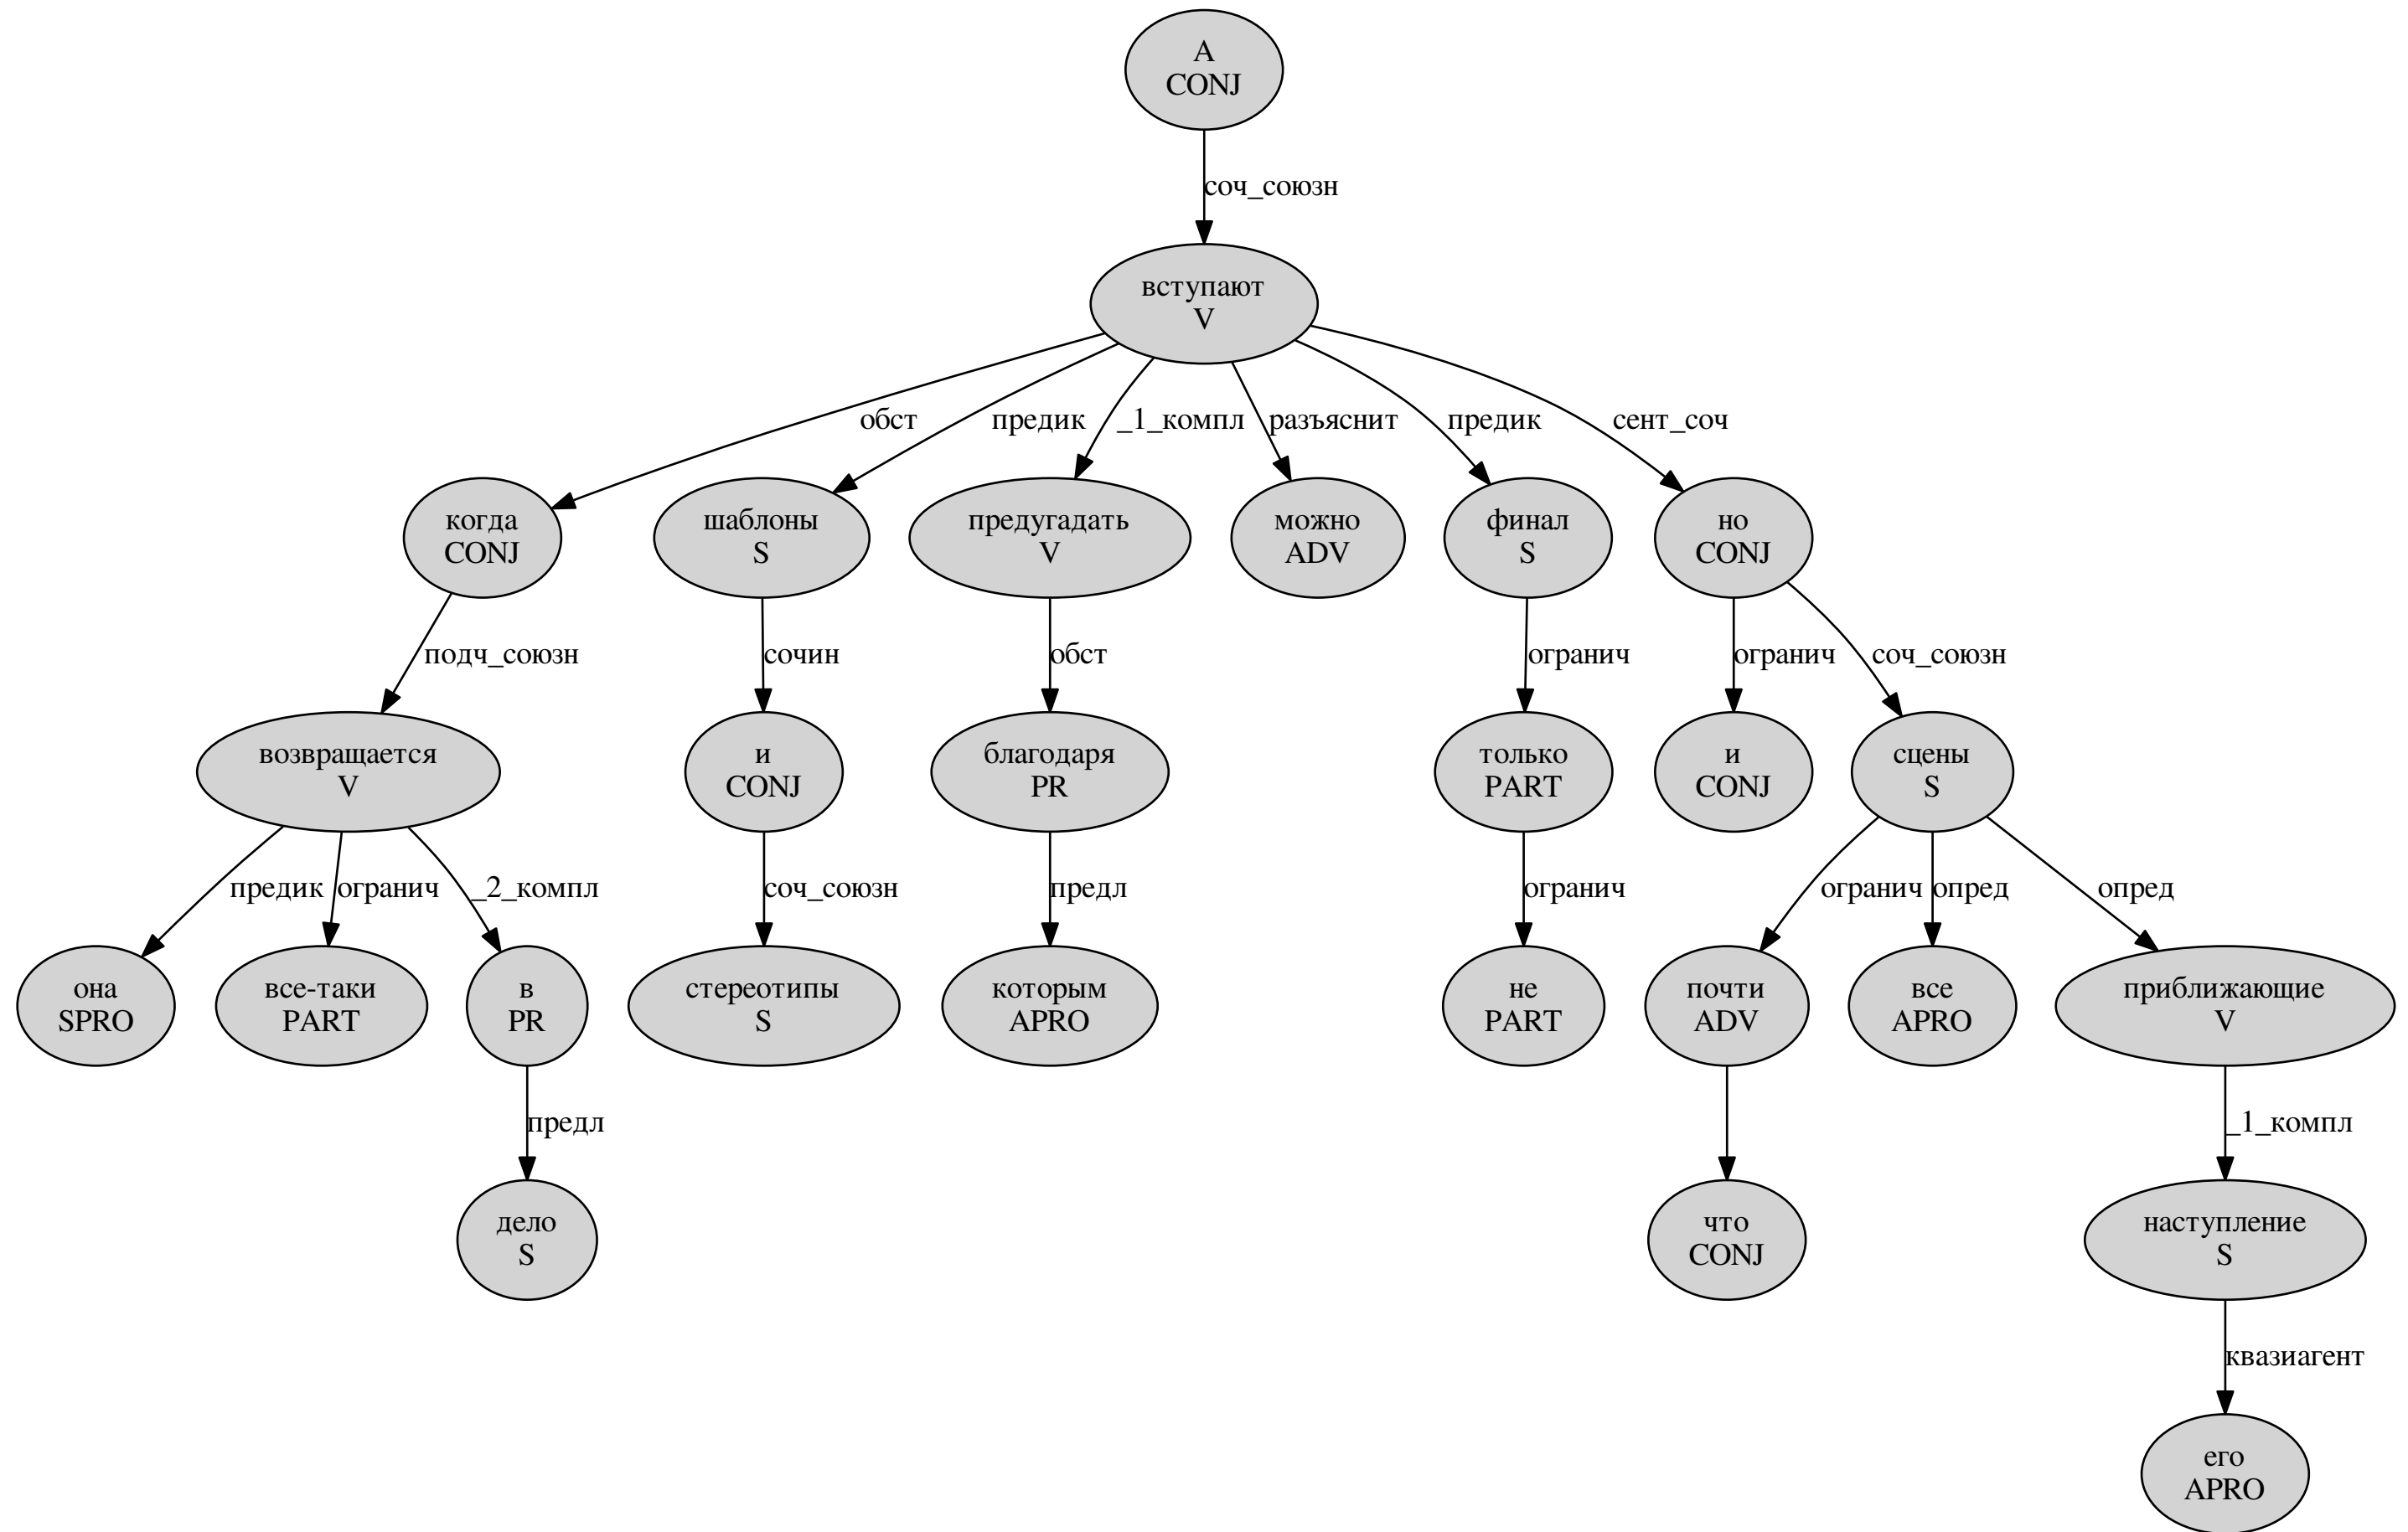 А
CONJ
соч_союзн
вступают
V
обст
предик
_1_компл
разъяснит
предик
сент_соч
когда
CONJ
шаблоны
S
предугадать
V
можно
ADV
финал
S
но
CONJ
подч_союзн
сочин
обст
огранич
огранич
соч_союзн
возвращается
V
и
CONJ
благодаря
PR
только
PART
и
CONJ
сцены
S
предик
огранич
_2_компл
соч_союзн
предл
огранич
огранич
опред
опред
она
SPRO
все-таки
PART
в
PR
стереотипы
S
которым
APRO
не
PART
почти
ADV
все
APRO
приближающие
V
предл
_1_компл
дело
S
что
CONJ
наступление
S
квазиагент
его
APRO